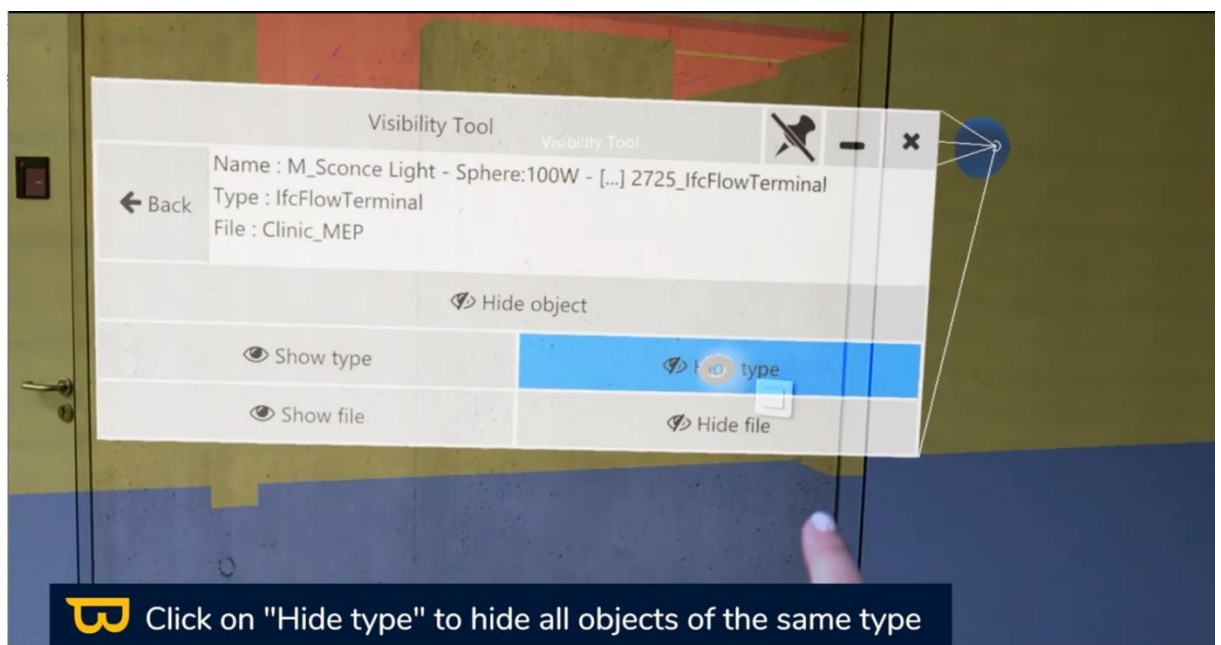 Visibility Tool
Visibility Tool
Name : M_Sconce Light - Sphere:100W - [...] 2725_IfcFlowTerminal
Back
Type : IfcFlowTerminal
File : Clinic_MEP
Hide object
Show type
type
Show file
Hide file
Click on "Hide type" to hide all objects of the same type